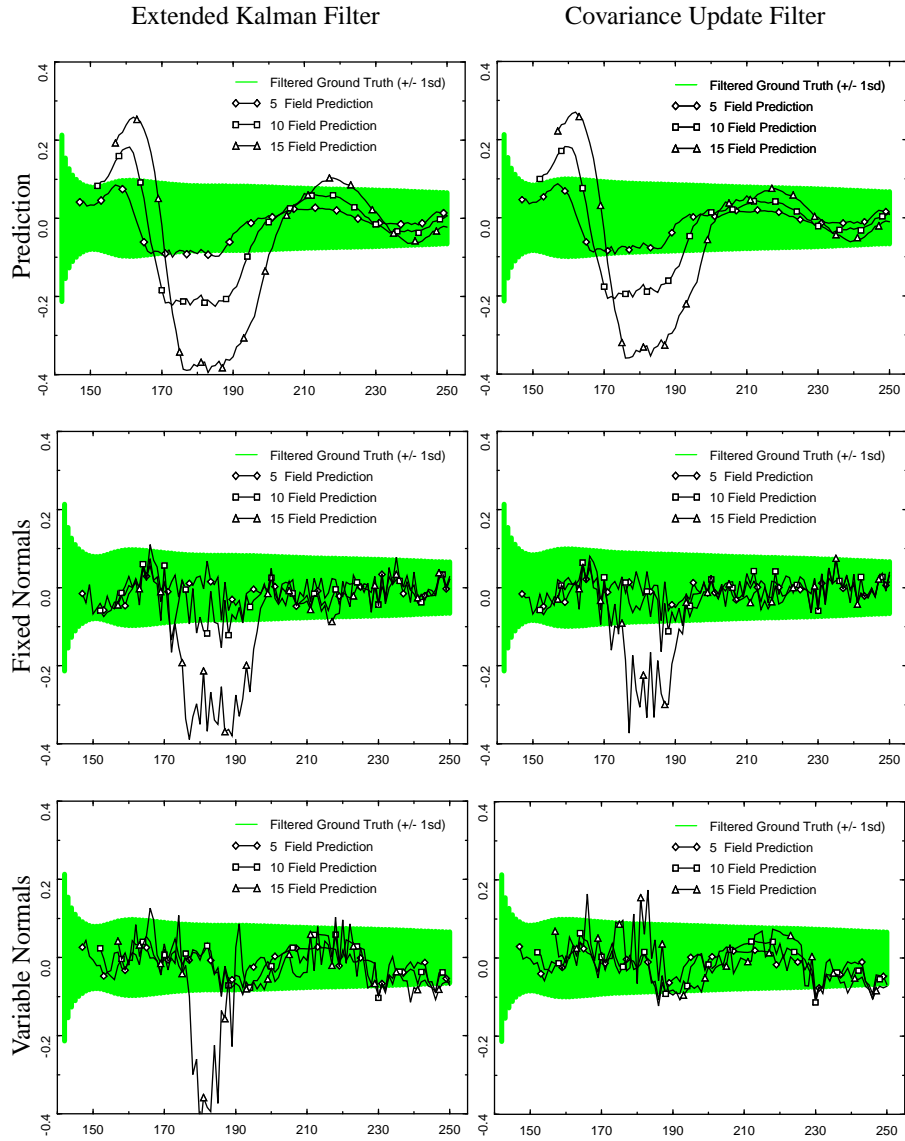 Extended Kalman Filter
Covariance Update Filter
Prediction
0.4
0.2
0.0
-0.2
-0.4
Filtered Ground Truth (+/- 1sd)
5 Field Prediction
10 Field Prediction
15 Field Prediction
150 170 190 210 230 250
0.4
0.2
0.0
-0.2
-0.4
Filtered Ground Truth (+/- 1sd)
5 Field Prediction
10 Field Prediction
15 Field Prediction
150 170 190 210 230 250
Fixed Normals
0.4
0.2
0.0
-0.2
-0.4
Filtered Ground Truth (+/- 1sd)
5 Field Prediction
10 Field Prediction
15 Field Prediction
150 170 190 210 230 250
0.4
0.2
0.0
-0.2
-0.4
Filtered Ground Truth (+/- 1sd)
5 Field Prediction
10 Field Prediction
15 Field Prediction
150 170 190 210 230 250
Variable Normals
0.4
0.2
0.0
-0.2
-0.4
Filtered Ground Truth (+/- 1sd)
5 Field Prediction
10 Field Prediction
15 Field Prediction
150 170 190 210 230 250
0.4
0.2
0.0
-0.2
-0.4
Filtered Ground Truth (+/- 1sd)
5 Field Prediction
10 Field Prediction
15 Field Prediction
150 170 190 210 230 250